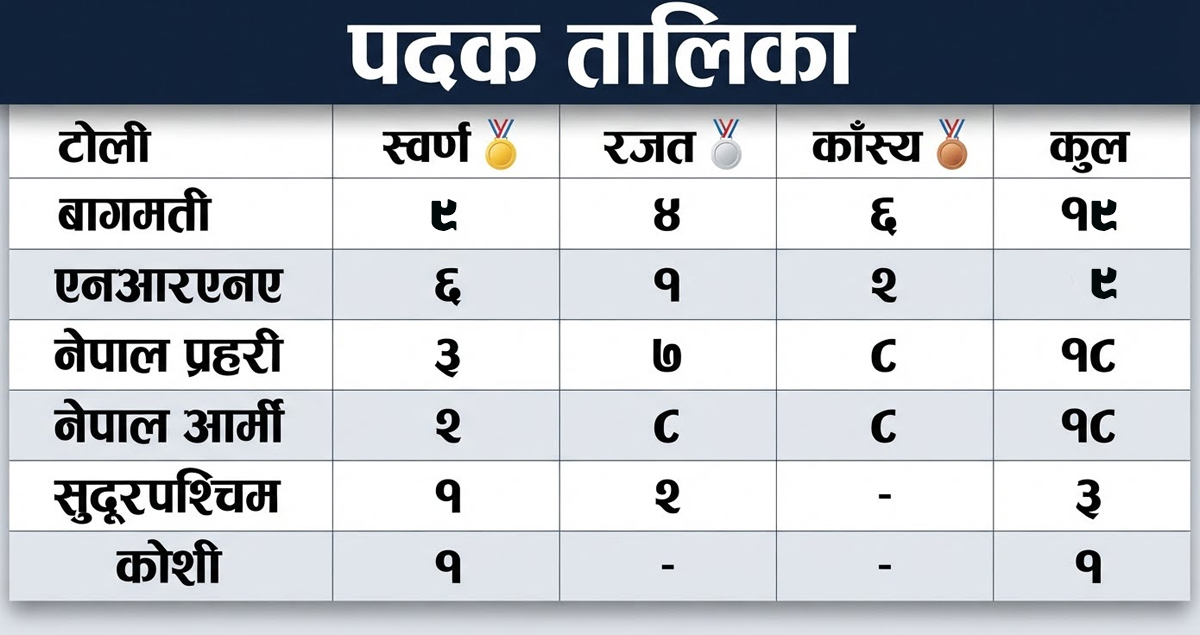 पदक तालिका
टोली स्वर्ण रजत काँस्य कुल
बागमती ९ ४ ६ १९
एनआरएनए ६ १ २ ९
नेपाल प्रहरी ३ ७ ८ १८
नेपाल आर्मी २ ८ ८ १८
सुदूरपश्चिम १ २ - ३
कोशी १ - - १